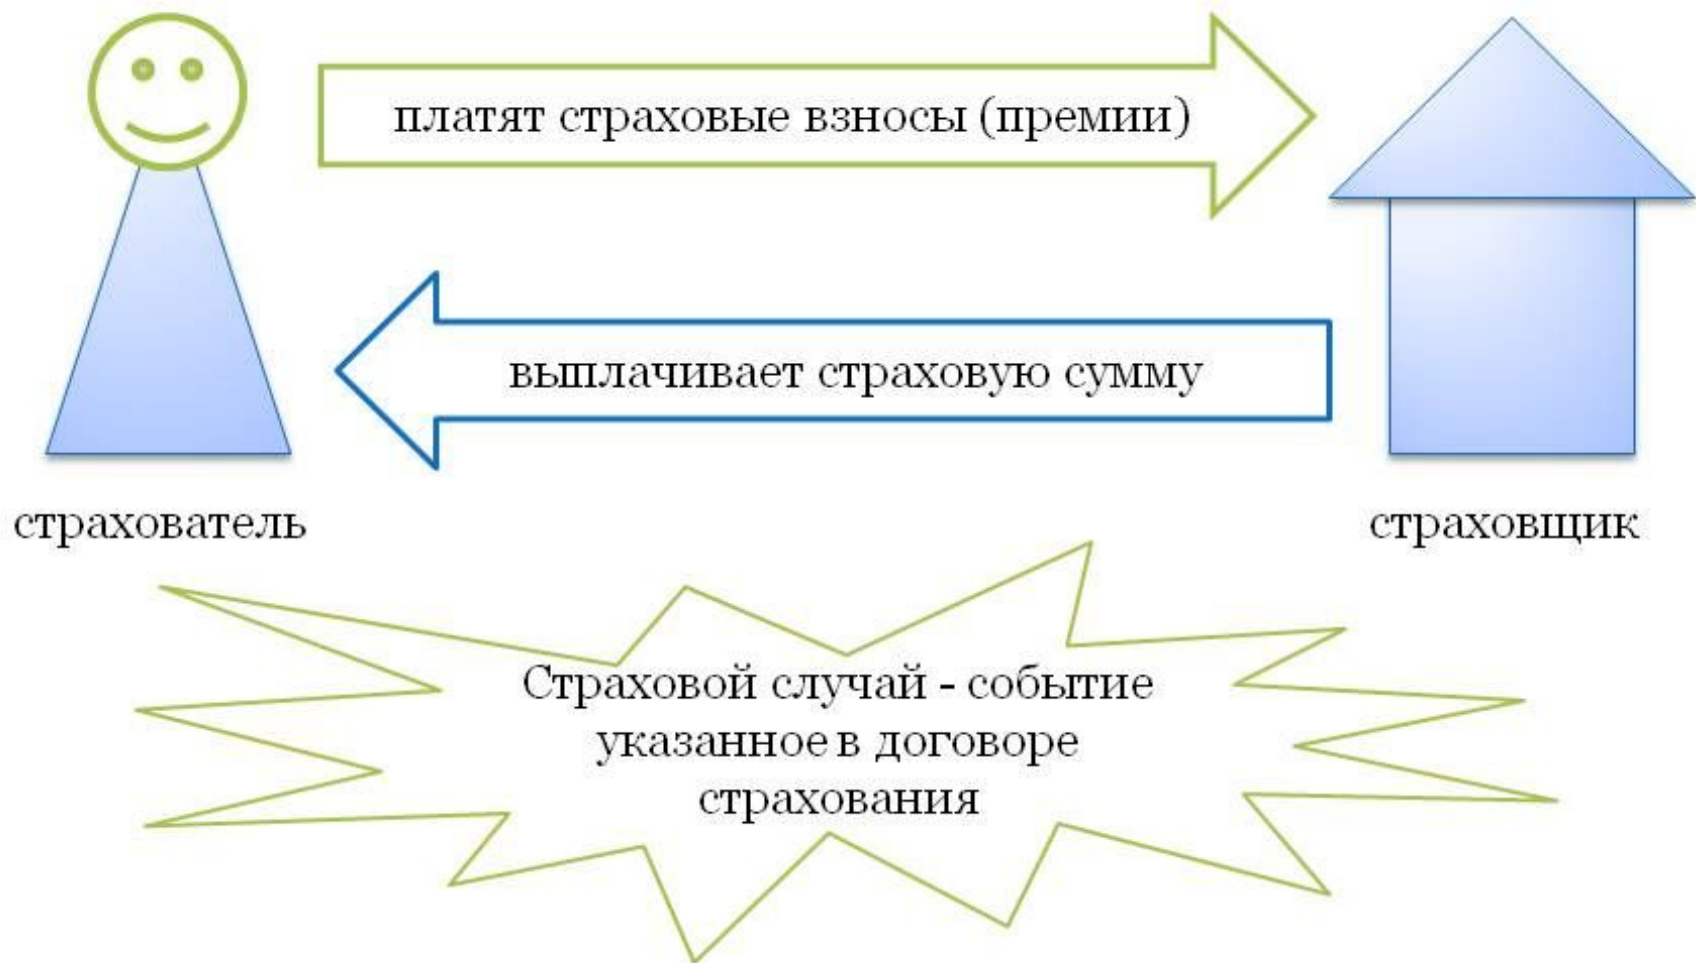 платят страховые взносы (премии)
выплачивает страховую сумму
страхователь
страховщик
Страховой случай - событие
указанное в договоре
страхования